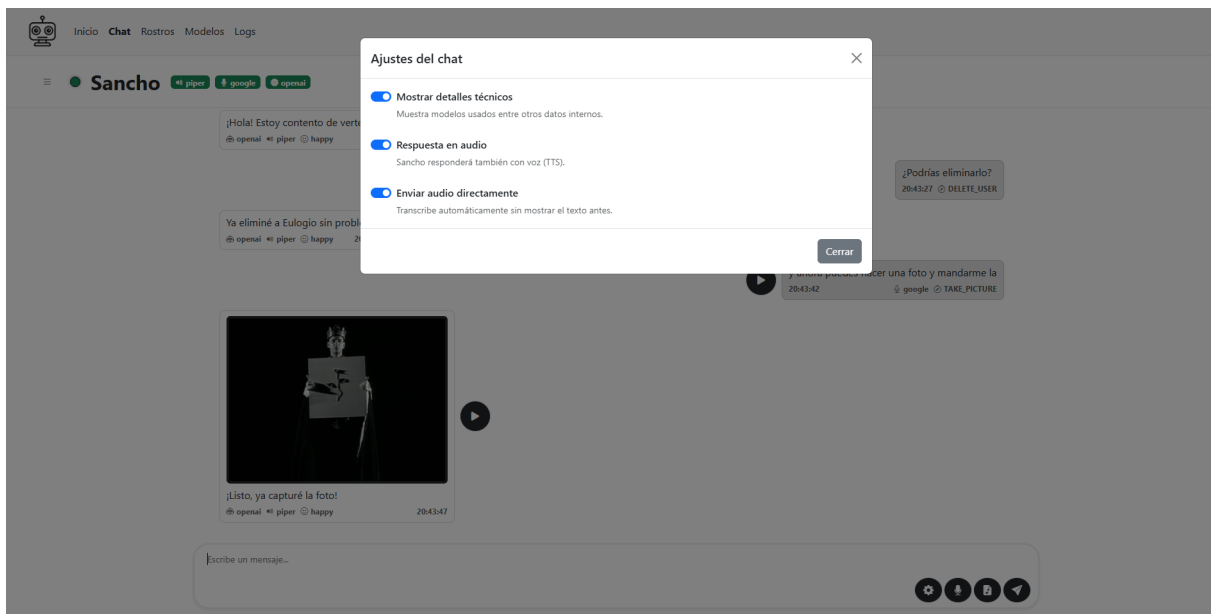 Inicio Chat Rostros Modelos Logs
Sancho piper google openai
Ajustes del chat
Mostrar detalles técnicos
Muestra modelos usados entre otros datos internos.
Respuesta en audio
Sancho responderá también con voz (TTS).
Enviar audio directamente
Transcribe automáticamente sin mostrar el texto antes.
Cerrar
¡Hola! Estoy contento de verte
openai piper happy
¿Podrías eliminarlo?
20:43:27 DELETE_USER
Ya eliminé a Eulogio sin
openai piper happy
y ahora puedes hacer una foto y mandarme la
20:43:42 google TAKE_PICTURE
¡Listo, ya capturé la foto!
openai piper happy 20:43:47
Escribe un mensaje...